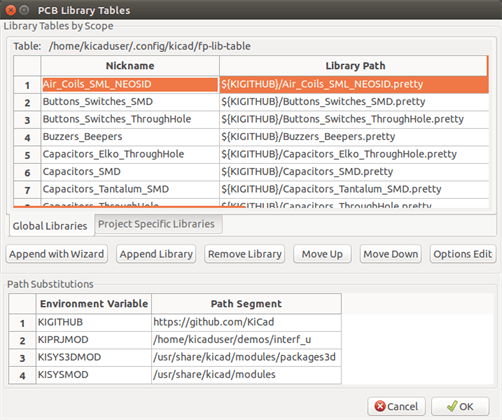 PCB Library Tables
Library Tables by Scope
Table: /home/kicaduser/.config/kicad/fp-lib-table
Nickname Library Path
1 Air_Coils_SML_NEOSID ${KIGITHUB}/Air_Coils_SML_NEOSID.pretty
2 Buttons_Switches_SMD ${KIGITHUB}/Buttons_Switches_SMD.pretty
3 Buttons_Switches_ThroughHole ${KIGITHUB}/Buttons_Switches_ThroughHole.pretty
4 Buzzers_Beepers ${KIGITHUB}/Buzzers_Beepers.pretty
5 Capacitors_Elko_ThroughHole ${KIGITHUB}/Capacitors_Elko_ThroughHole.pretty
6 Capacitors_SMD ${KIGITHUB}/Capacitors_SMD.pretty
7 Capacitors_Tantalum_SMD ${KIGITHUB}/Capacitors_Tantalum_SMD.pretty
8 Capacitors_ThroughHole ${KIGITHUB}/Capacitors_ThroughHole.pretty
Global Libraries Project Specific Libraries
Append with Wizard Append Library Remove Library Move Up Move Down Options Edit
Path Substitutions
Environment Variable Path Segment
1 KIGITHUB https://github.com/KiCad
2 KIPRJMOD /home/kicaduser/demos/interf_u
3 KISYS3DMOD /usr/share/kicad/modules/packages3d
4 KISYSMOD /usr/share/kicad/modules
Cancel OK